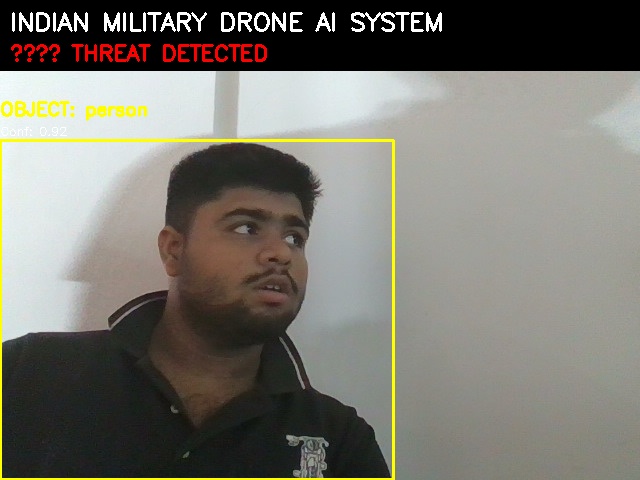 INDIAN MILITARY DRONE AI SYSTEM
???? THREAT DETECTED
OBJECT: person
Conf: 0.92